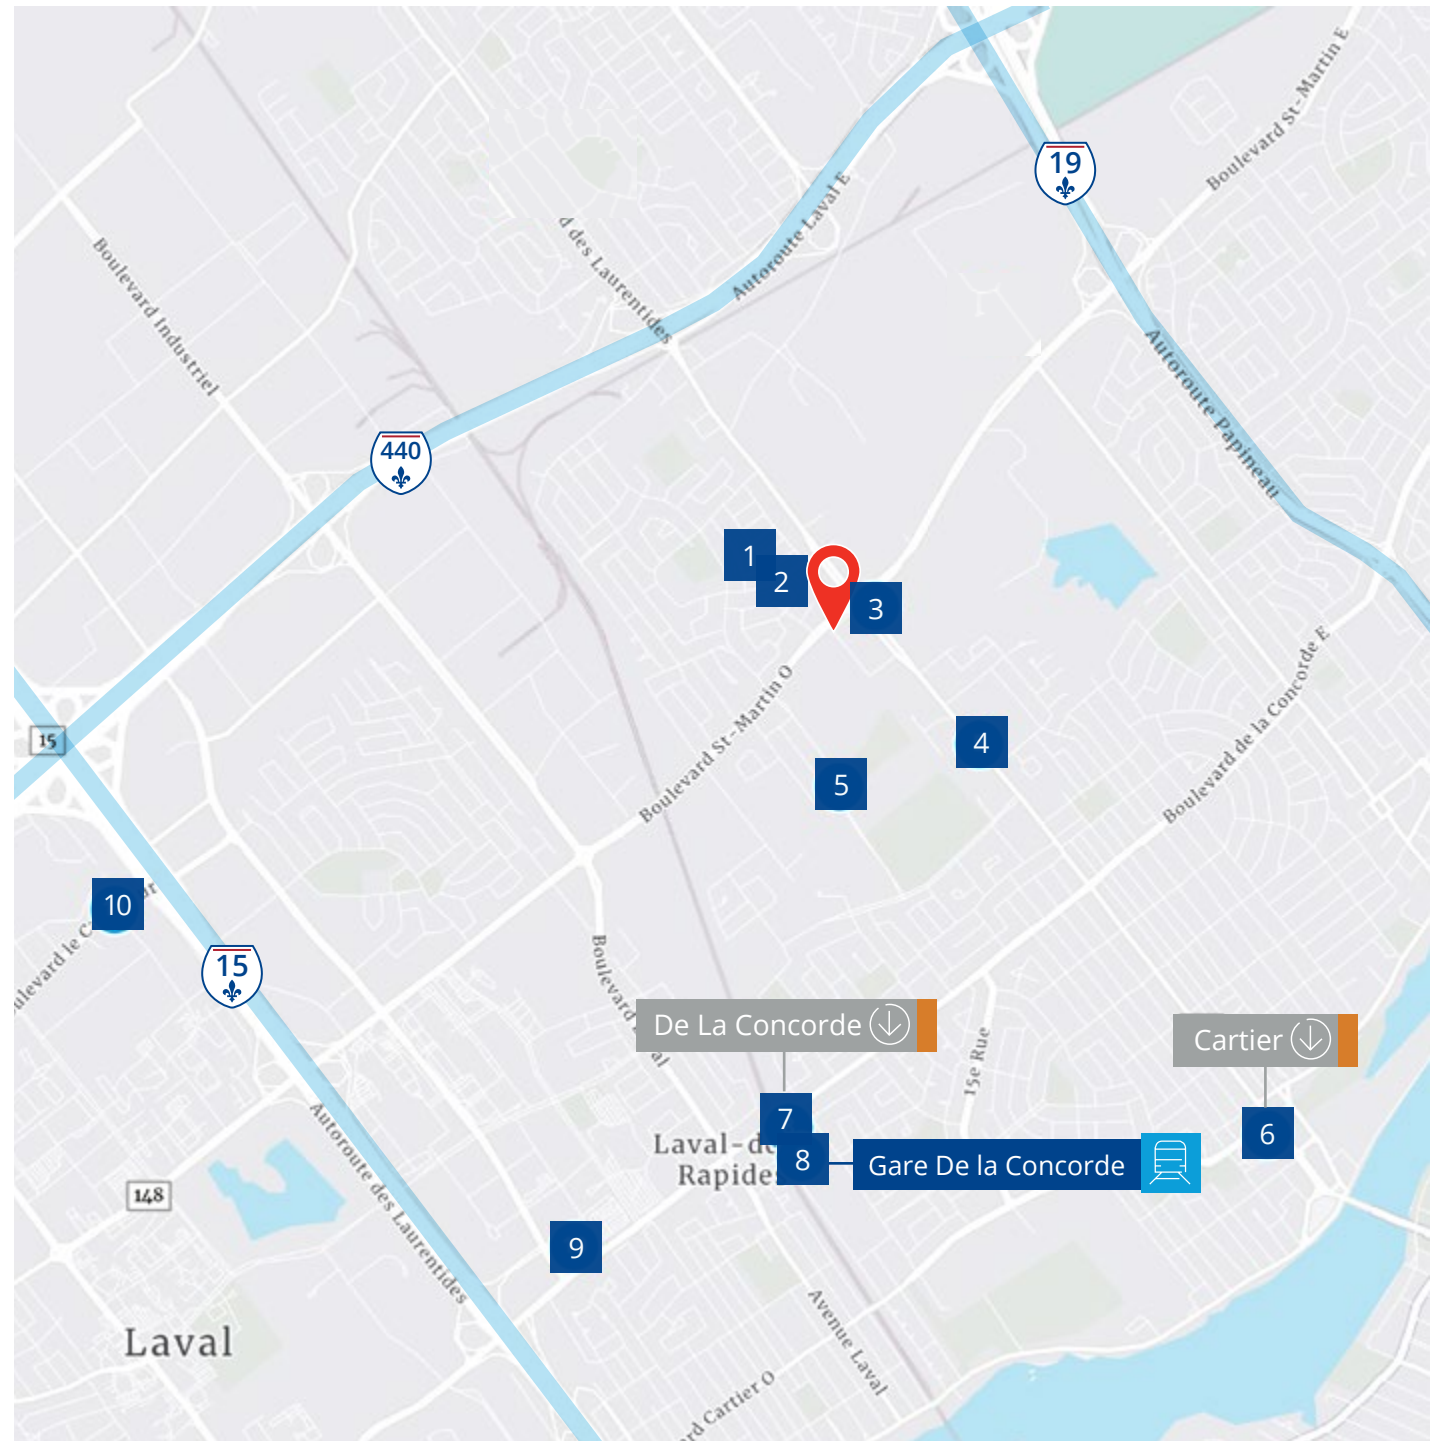 Boulevard St-Martin E
19
Boulevard Industriel
d des Laurentides
Autoroute Laval E
Autoroute Papineau
440
1
2
3
Boulevard St-Martin O
Boulevard de la Concorde E
15
4
5
10
15
De La Concorde
Cartier
15e Rue
7
6
Laval-d
Rapides
8
Gare De la Concorde
148
Autoroute des Laurentides
9
Avenue Laval
Laval
rd Cartier O